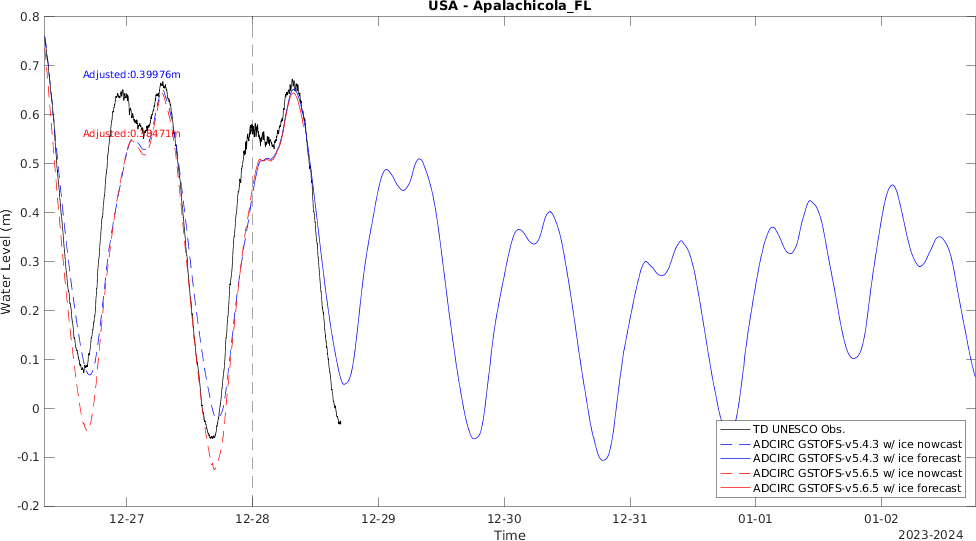 USA - Apalachicola_FL
0.8
0.7
0.6
0.5
0.4
0.3
0.2
0.1
0
-0.1
-0.2
Water Level (m)
Adjusted:0.39976m
Adjusted:0.38471m
TD UNESCO Obs.
ADCIRC GSTOFS-v5.4.3 w/ ice nowcast
ADCIRC GSTOFS-v5.4.3 w/ ice forecast
ADCIRC GSTOFS-v5.6.5 w/ ice nowcast
ADCIRC GSTOFS-v5.6.5 w/ ice forecast
12-27
12-28
12-29
12-30
12-31
01-01
01-02
Time
2023-2024